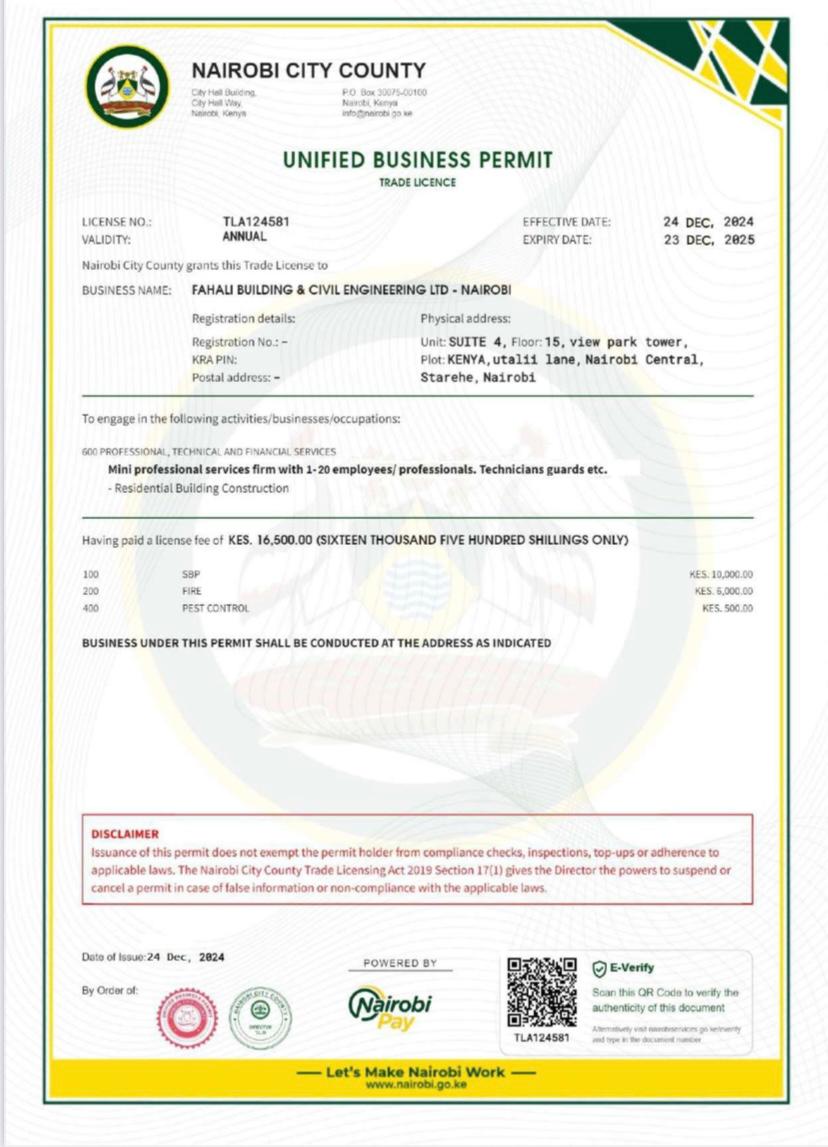 NAIROBI CITY COUNTY
City Hall Building,
City Hall Way,
Nairobi, Kenya
P.O. Box 30075-00100
Nairobi, Kenya
info@nairobi.go.ke
UNIFIED BUSINESS PERMIT
TRADE LICENCE
LICENSE NO.: TLA124581
VALIDITY: ANNUAL
EFFECTIVE DATE: 24 DEC, 2024
EXPIRY DATE: 23 DEC, 2025
Nairobi City County grants this Trade License to
BUSINESS NAME: FAHALI BUILDING & CIVIL ENGINEERING LTD - NAIROBI
Registration details:
Registration No.: -
KRA PIN:
Postal address: -
Physical address:
Unit: SUITE 4, Floor: 15, view park tower,
Plot: KENYA,utalii lane, Nairobi Central,
Starehe, Nairobi
To engage in the following activities/businesses/occupations:
600 PROFESSIONAL, TECHNICAL AND FINANCIAL SERVICES
Mini professional services firm with 1-20 employees/ professionals. Technicians guards etc.
- Residential Building Construction
Having paid a license fee of KES. 16,500.00 (SIXTEEN THOUSAND FIVE HUNDRED SHILLINGS ONLY)
100 SBP KES. 10,000.00
200 FIRE KES. 6,000.00
400 PEST CONTROL KES. 500.00
BUSINESS UNDER THIS PERMIT SHALL BE CONDUCTED AT THE ADDRESS AS INDICATED
DISCLAIMER
Issuance of this permit does not exempt the permit holder from compliance checks, inspections, top-ups or adherence to
applicable laws. The Nairobi City County Trade Licensing Act 2019 Section 17(1) gives the Director the powers to suspend or
cancel a permit in case of false information or non-compliance with the applicable laws.
Date of Issue:24 Dec, 2024
By Order of:
NAIROBI CITY COUNTY
DIRECTOR
POWERED BY
Nairobi
Pay
TLA124581
E-Verify
Scan this QR Code to verify the
authenticity of this document
Alternatively visit nairobiservices.go.ke/everify
and type in the document number
Let's Make Nairobi Work
www.nairobi.go.ke